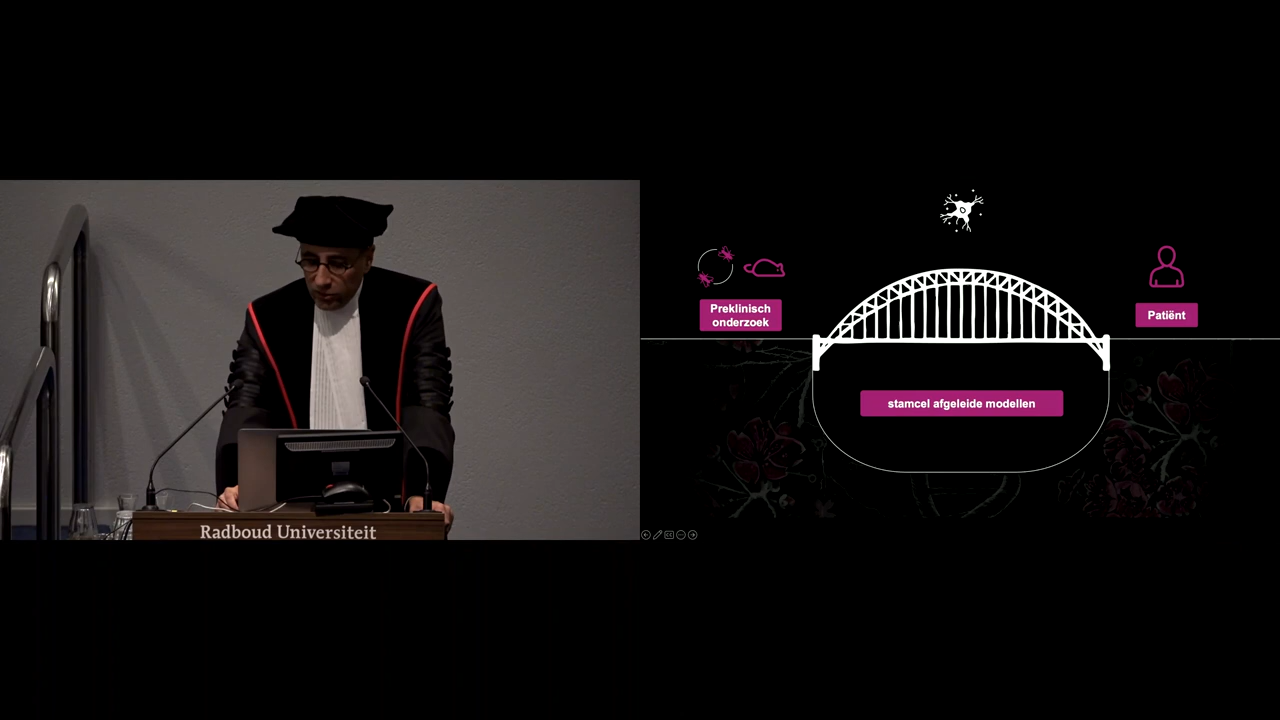 Radboud Universiteit
Preklinisch
onderzoek
Patiënt
stamcel afgeleide modellen